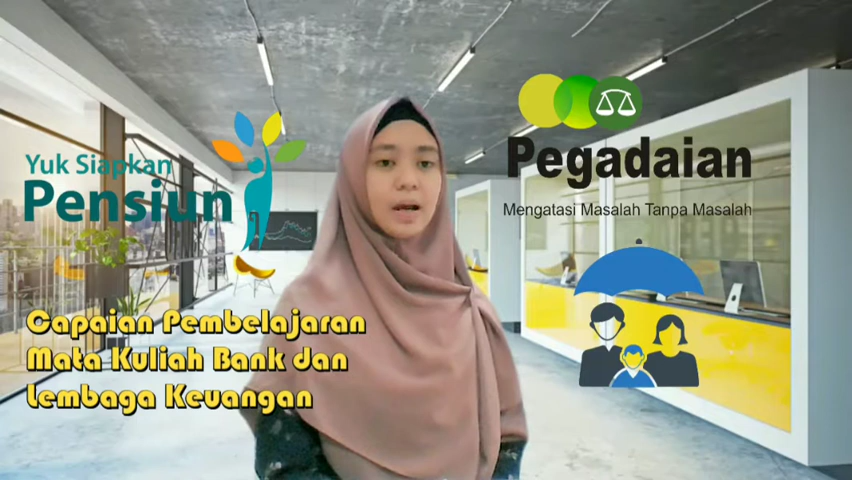 Yuk Siapkan
Pensiun
Pegadaian
Mengatasi Masalah Tanpa Masalah
Capaian Pembelajaran
Mata Kuliah Bank dan
Lembaga Keuangan